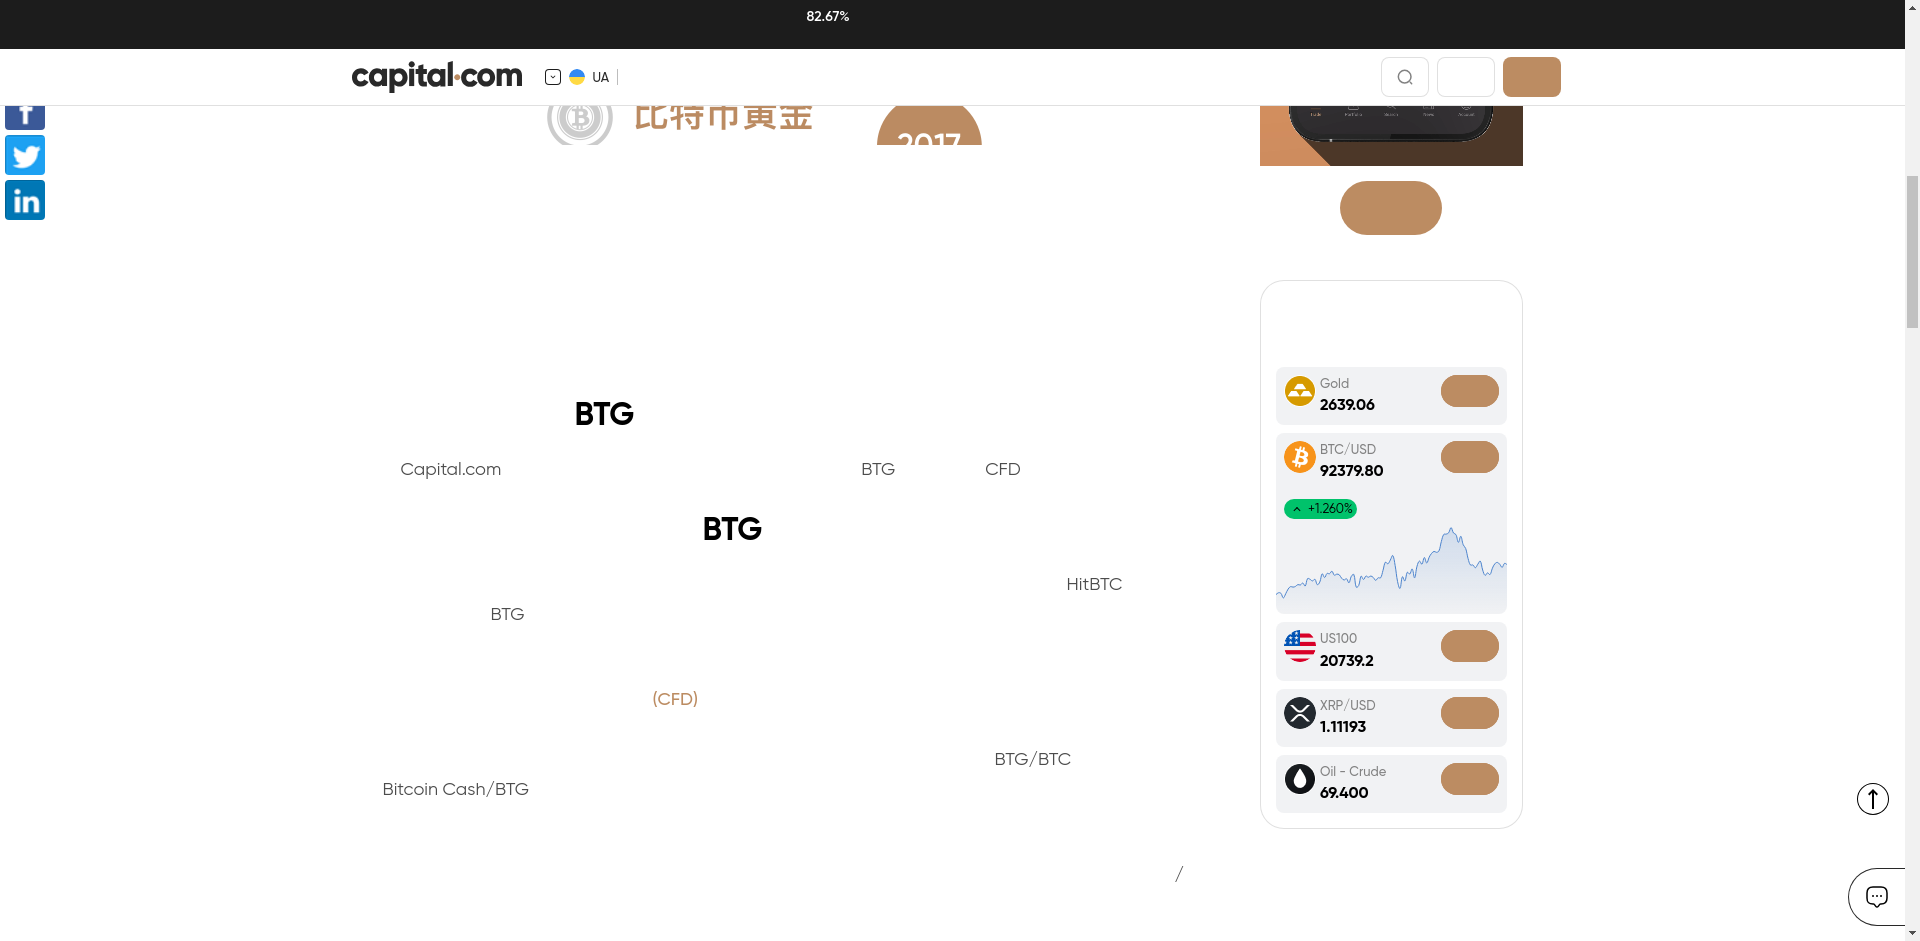 82.67%
capital.com
UA
比特币黃金
2017
BTG
Capital.com BTG CFD
BTG
HitBTC
BTG
(CFD)
BTG/BTC
Bitcoin Cash/BTG
/
Gold
2639.06
BTC/USD
92379.80
+1.260%
US100
20739.2
XRP/USD
1.11193
Oil - Crude
69.400